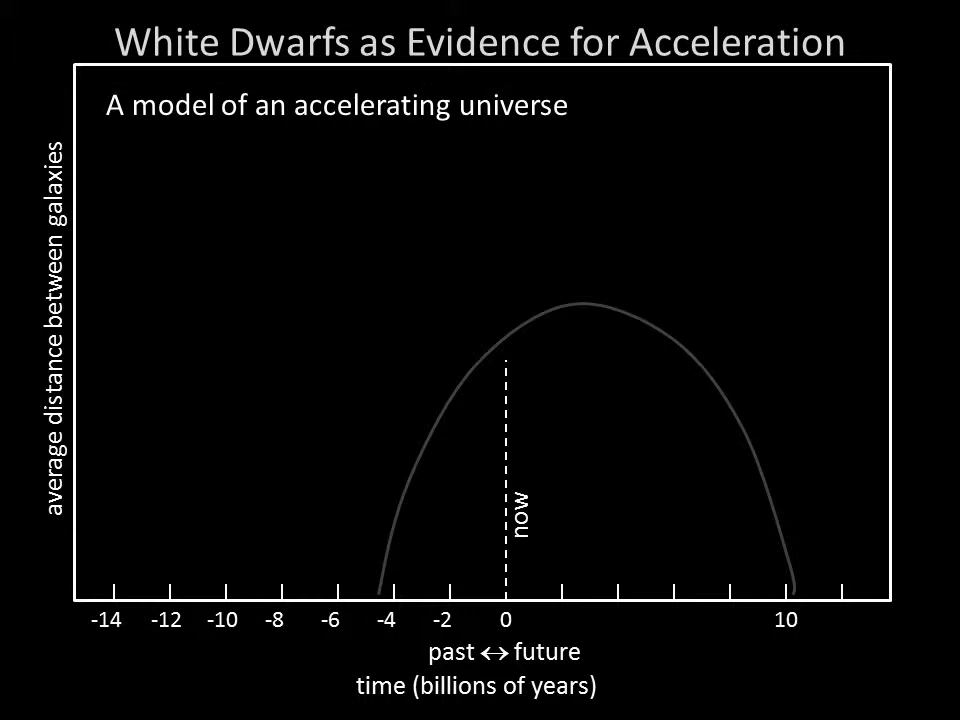 White Dwarfs as Evidence for Acceleration
A model of an accelerating universe
average distance between galaxies
now
-14 -12 -10 -8 -6 -4 -2 0 10
past ↔ future
time (billions of years)